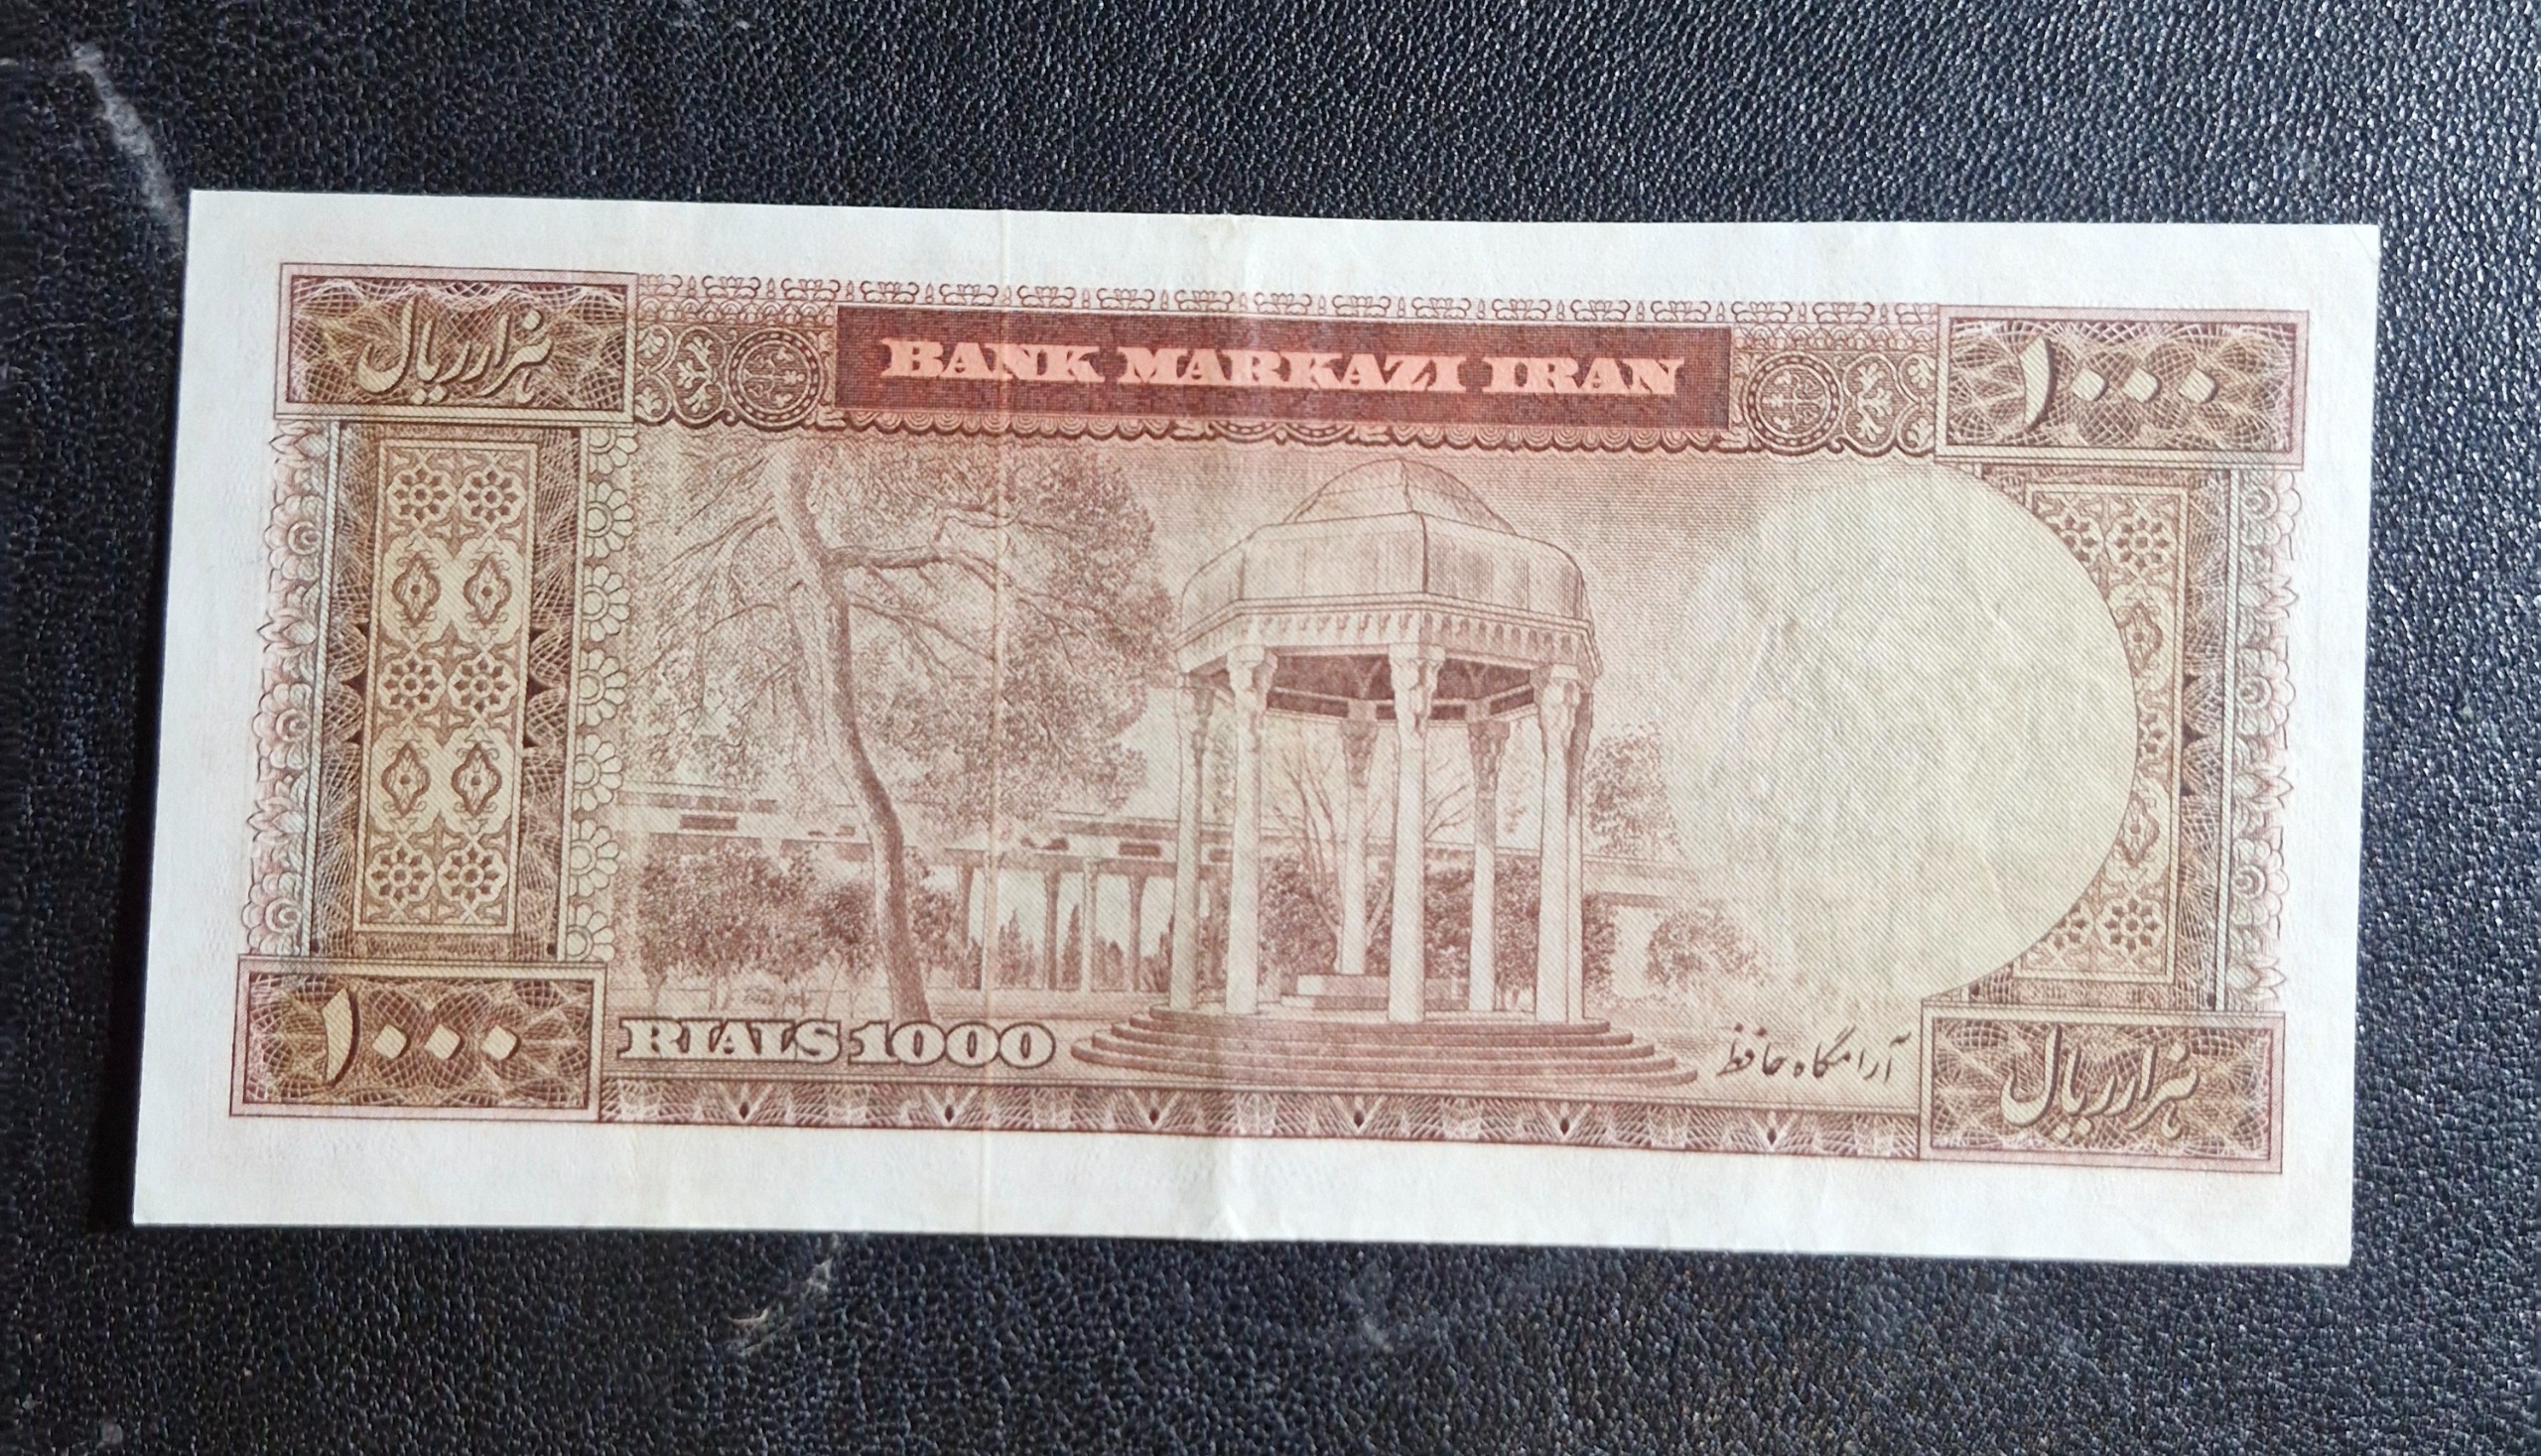 هزار ریال
BANK MARKAZI IRAN
۱۰۰۰
۱۰۰۰
RIALS 1000
آرامگاه حافظ
هزار ریال